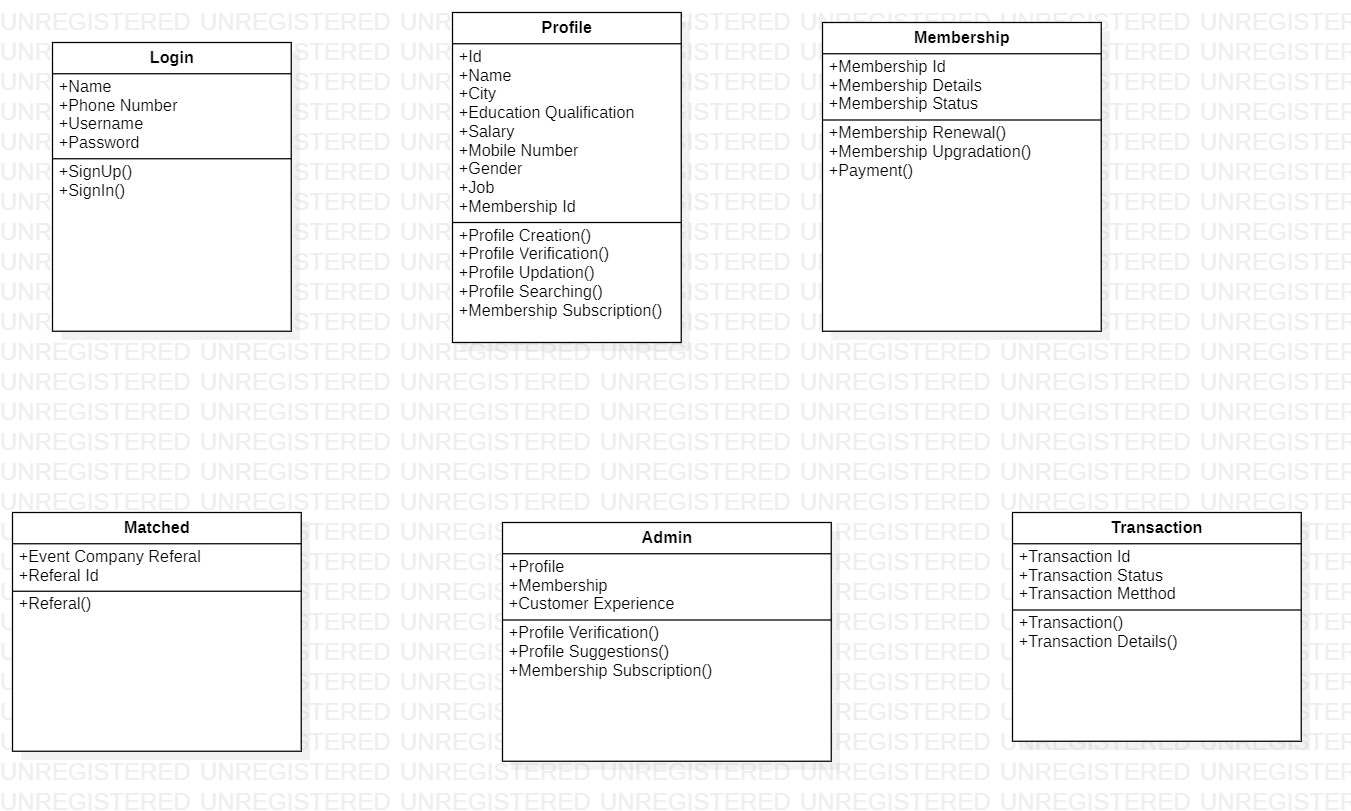 Login
+Name
+Phone Number
+Username
+Password
+SignUp()
+SignIn()
Profile
+Id
+Name
+City
+Education Qualification
+Salary
+Mobile Number
+Gender
+Job
+Membership Id
+Profile Creation()
+Profile Verification()
+Profile Updation()
+Profile Searching()
+Membership Subscription()
Membership
+Membership Id
+Membership Details
+Membership Status
+Membership Renewal()
+Membership Upgradation()
+Payment()
Matched
+Event Company Referal
+Referal Id
+Referal()
Admin
+Profile
+Membership
+Customer Experience
+Profile Verification()
+Profile Suggestions()
+Membership Subscription()
Transaction
+Transaction Id
+Transaction Status
+Transaction Metthod
+Transaction()
+Transaction Details()
UNREGISTERED UNREGISTERED UNREGISTERED UNREGISTERED UNREGISTERED UNREGISTERED